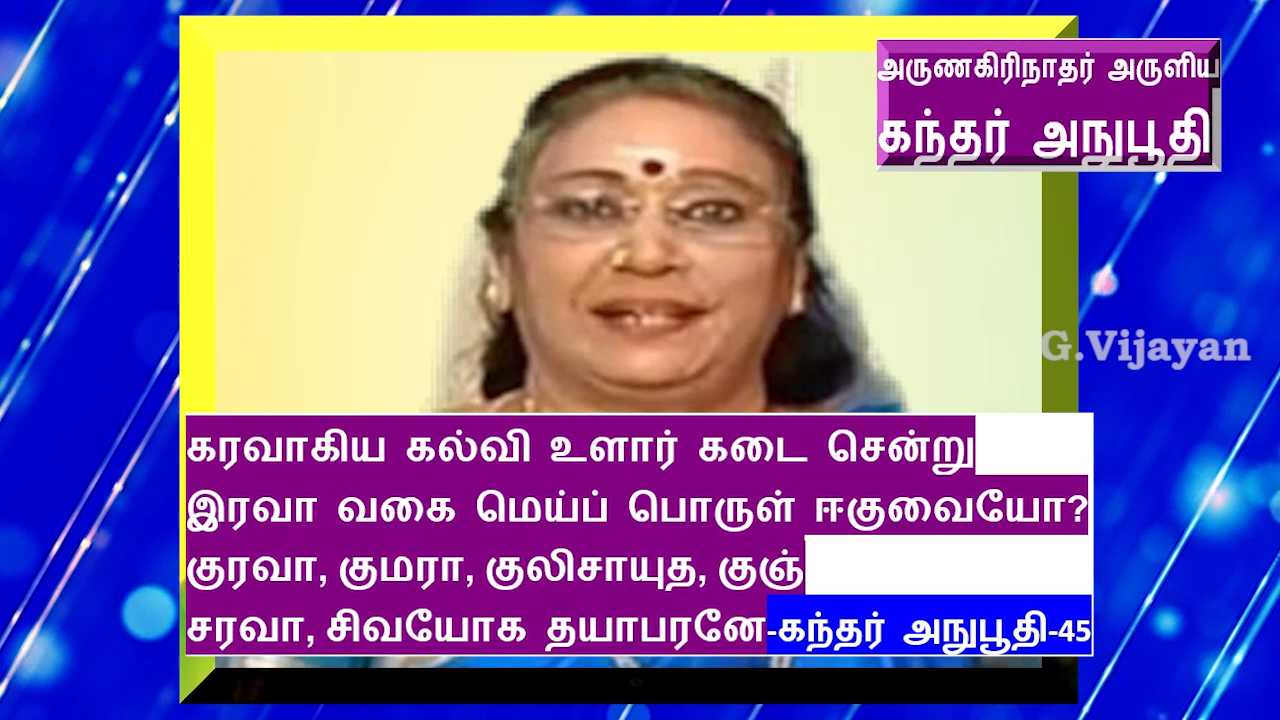 அருணகிரிநாதர் அருளிய
கந்தர் அநுபூதி
G.Vijayan
கரவாகிய கல்வி உளார் கடை சென்று
இரவா வகை மெய்ப் பொருள் ஈகுவையோ?
குரவா, குமரா, குலிசாயுத, குஞ்
சரவா, சிவயோக தயாபரனே-கந்தர் அநுபூதி-45